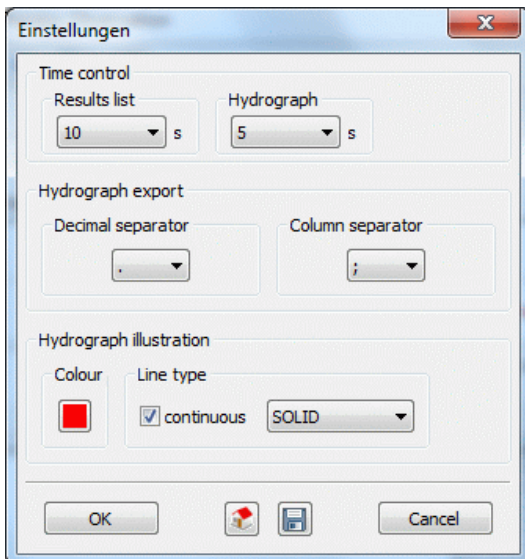 Einstellungen
Time control
Results list Hydrograph
10 s 5 s
Hydrograph export
Decimal separator Column separator
. ;
Hydrograph illustration
Colour Line type
continuous SOLID
OK Cancel